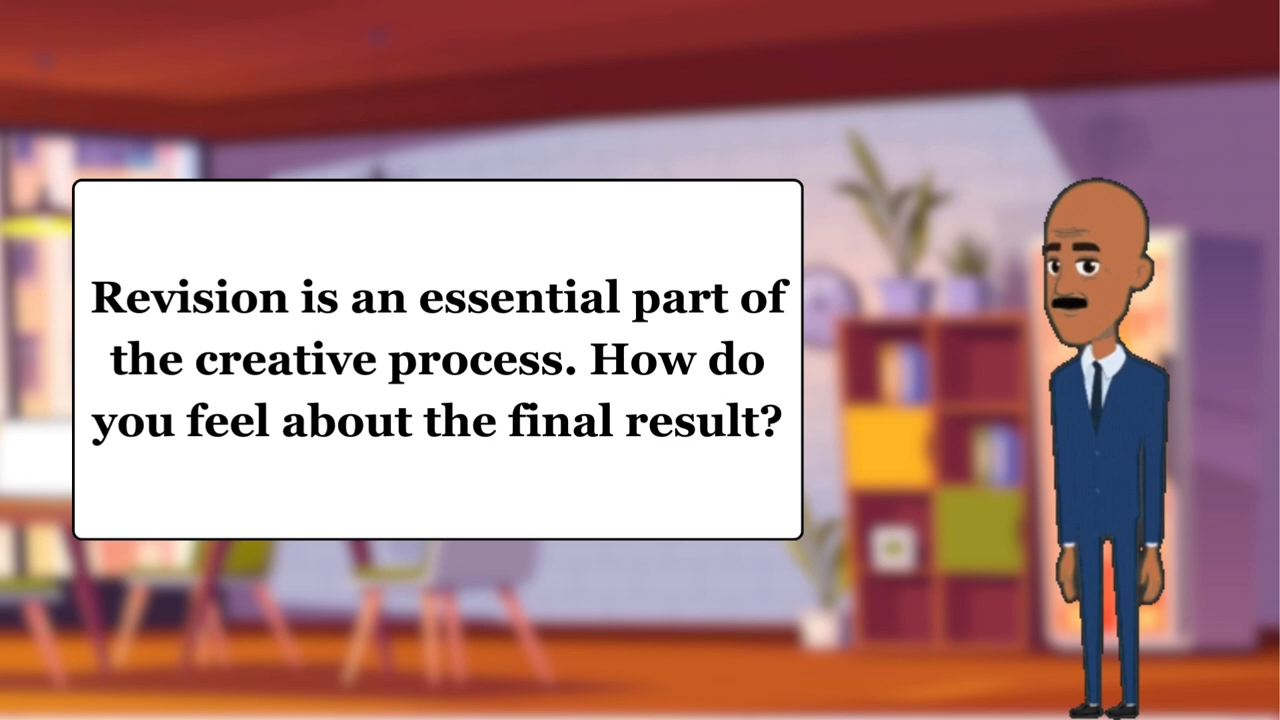 Revision is an essential part of
the creative process. How do
you feel about the final result?